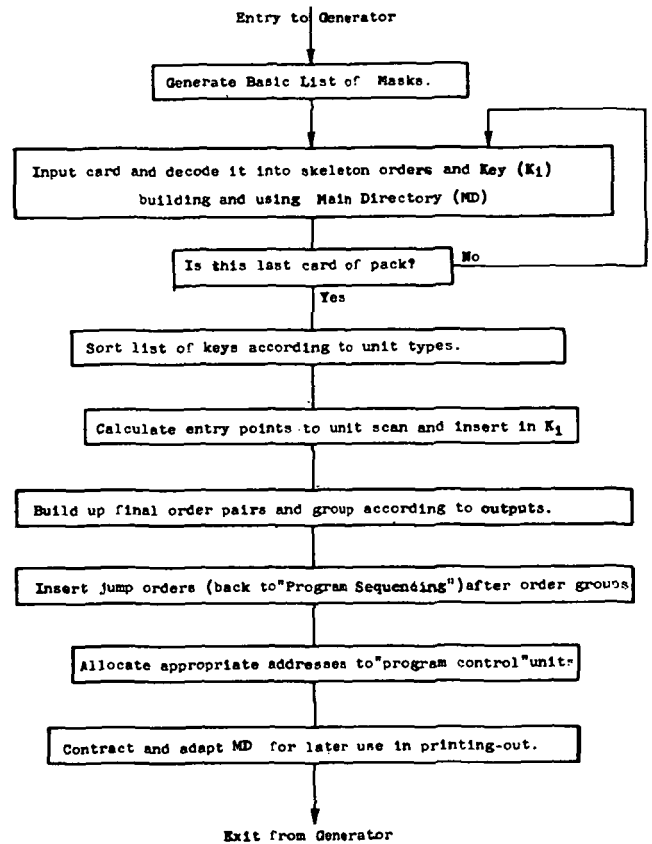 Entry to Generator
Generate Basic List of Masks.
Input card and decode it into skeleton orders and Key (K1)
building and using Main Directory (MD)
Is this last card of pack?
No
Yes
Sort list of keys according to unit types.
Calculate entry points to unit scan and insert in K1
Build up final order pairs and group according to outputs.
Insert jump orders (back to"Program Sequending")after order groups
Allocate appropriate addresses to"program control"units
Contract and adapt MD for later use in printing-out.
Exit from Generator